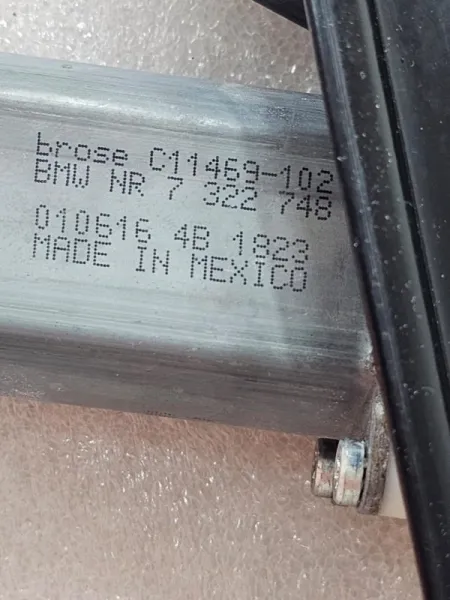 brose C11469-102
BMW NR 7 322 748
010616 4B 1823
MADE IN MEXICO